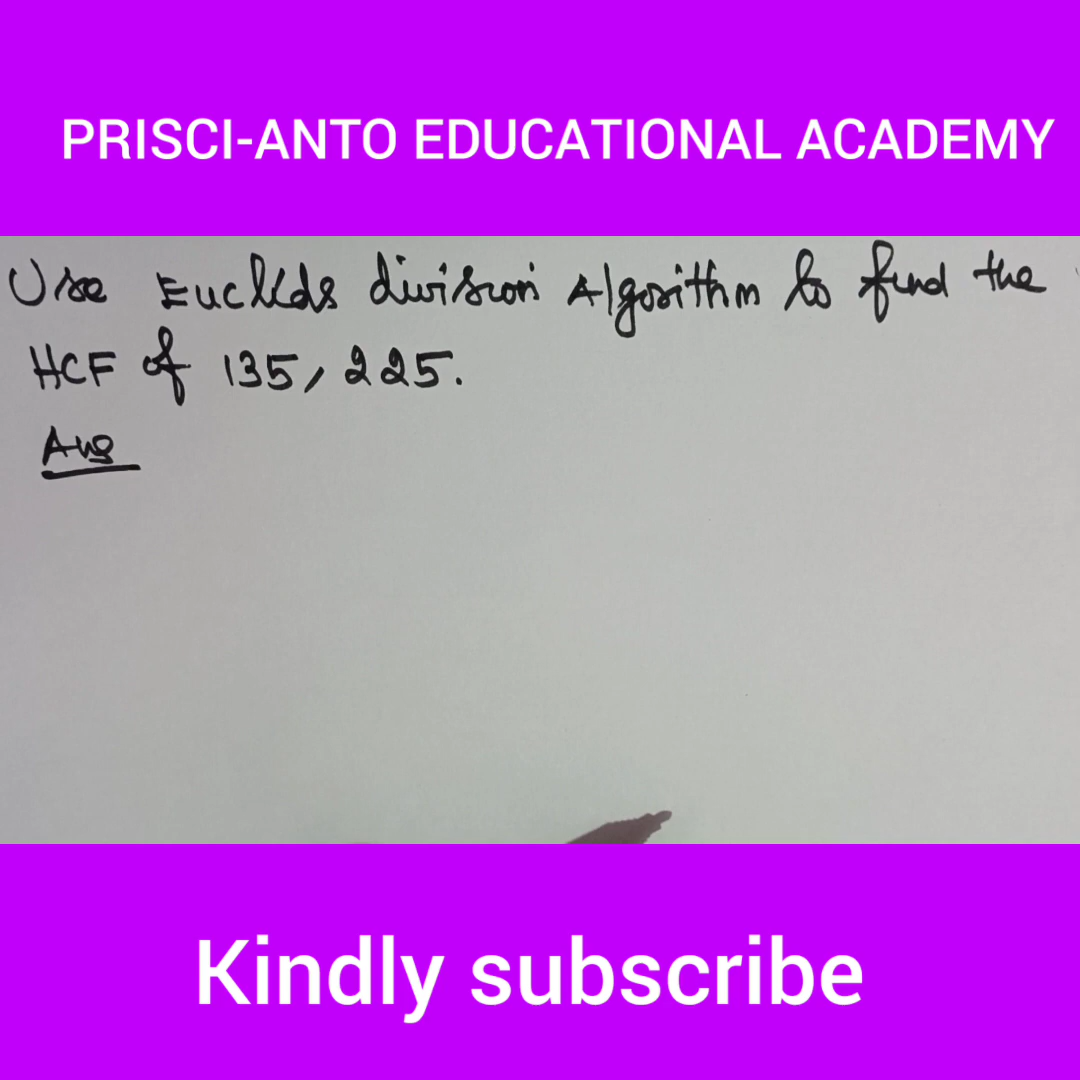 PRISCI-ANTO EDUCATIONAL ACADEMY
Use Euclids division Algorithm to find the
HCF of 135, 225.
Ans
Kindly subscribe